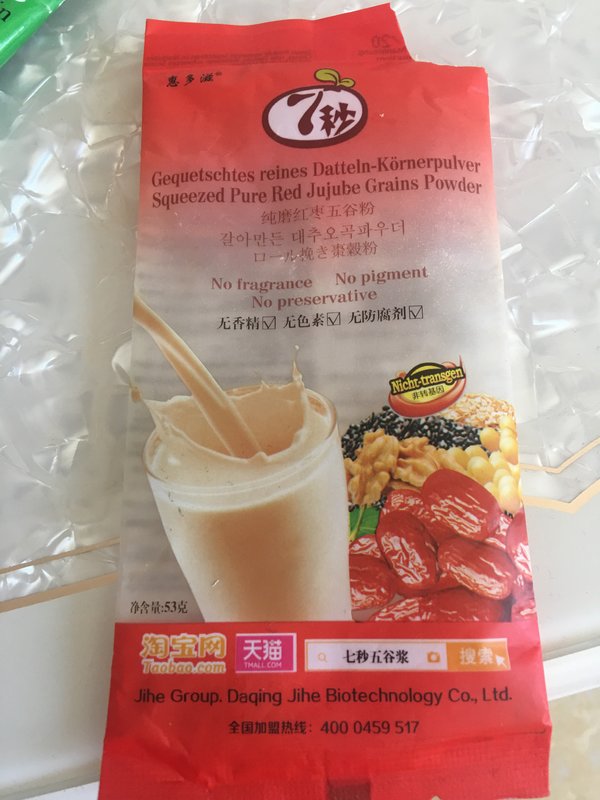 惠多滋
7秒
Gequetschtes reines Datteln-Körnerpulver
Squeezed Pure Red Jujube Grains Powder
纯磨红枣五谷粉
갈아만든 대추오곡파우더
ロール挽き棗穀粉
No fragrance No pigment
No preservative
无香精☑ 无色素☑ 无防腐剂☑
Nicht-transgen
非转基因
净含量:53克
淘宝网
Taobao.com
天猫
TMALL.COM
七秒五谷浆
搜索
Jihe Group. Daqing Jihe Biotechnology Co., Ltd.
全国加盟热线: 400 0459 517